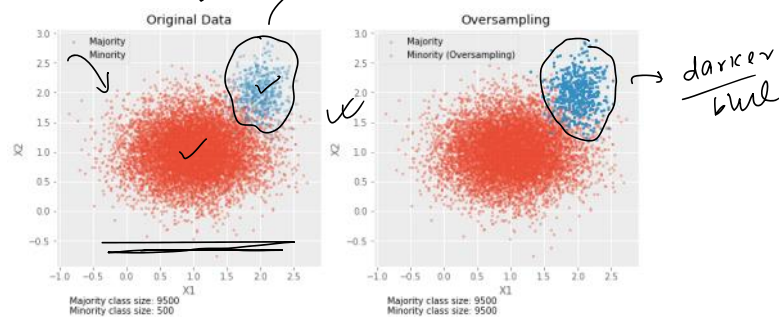 Original Data
3.0
2.5
2.0
1.5
1.0
0.5
0.0
−0.5
X2
Majority
Minority
−1.0 −0.5 0.0 0.5 1.0 1.5 2.0 2.5
X1
Majority class size: 9500
Minority class size: 500
Oversampling
3.0
2.5
2.0
1.5
1.0
0.5
0.0
−0.5
X2
Majority
Minority (Oversampling)
−1.0 −0.5 0.0 0.5 1.0 1.5 2.0 2.5
X1
Majority class size: 9500
Minority class size: 9500
darker
blue